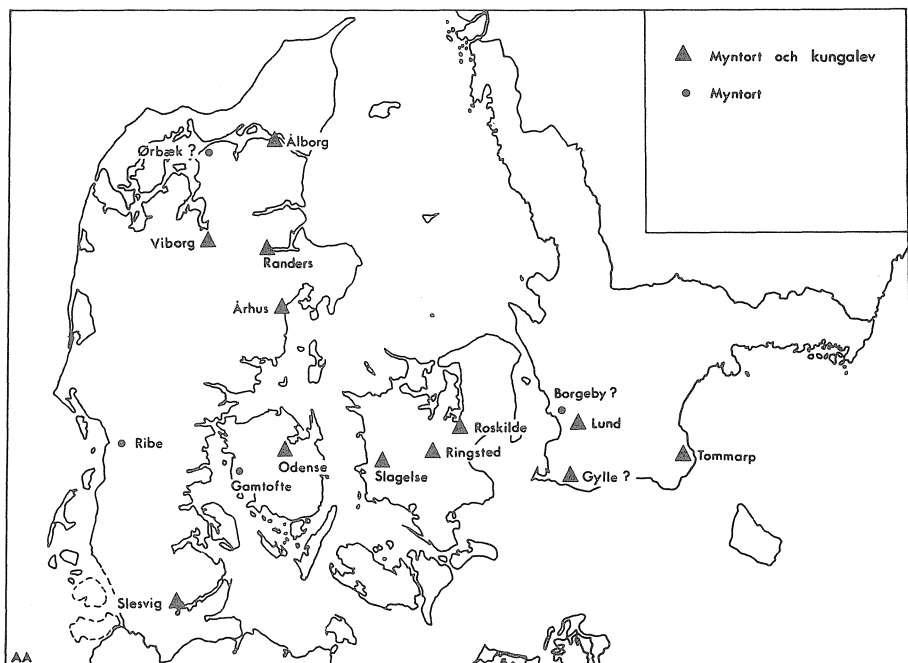 Myntort och kungalev
Myntort
Ålborg
Ørbæk ?
Viborg
Randers
Århus
Borgeby ?
Lund
Roskilde
Ribe
Ringsted
Tommarp
Odense
Slagelse
Gylle ?
Gamtofte
Slesvig
AA